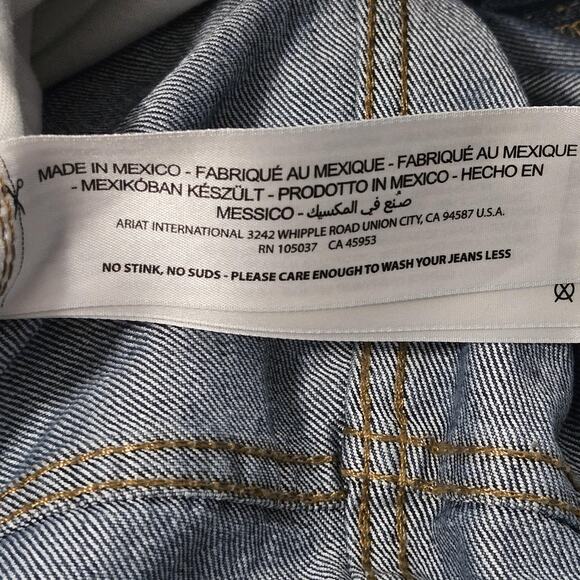 MADE IN MEXICO - FABRIQUÉ AU MEXIQUE - FABRIQUÉ AU MEXIQUE
- MEXIKÓBAN KÉSZÜLT - PRODOTTO IN MEXICO - HECHO EN
MESSICO - صُنع في المكسيك
ARIAT INTERNATIONAL 3242 WHIPPLE ROAD UNION CITY, CA 94587 U.S.A.
RN 105037 CA 45953
NO STINK, NO SUDS - PLEASE CARE ENOUGH TO WASH YOUR JEANS LESS